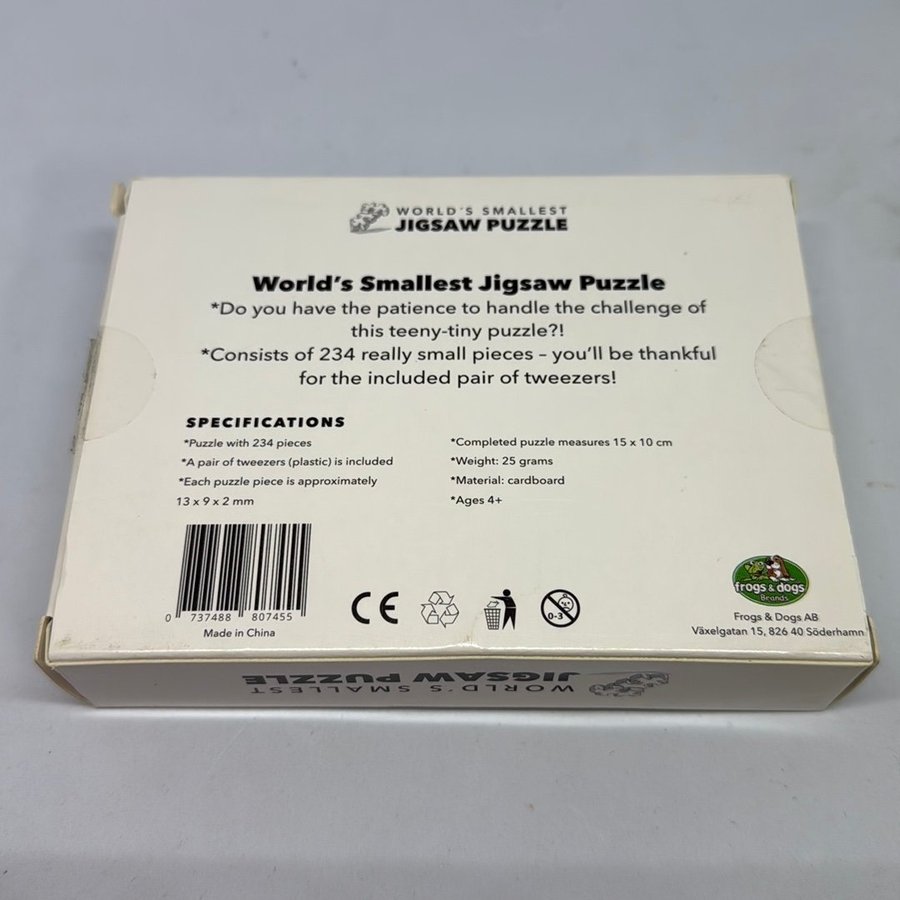 WORLD'S SMALLEST
JIGSAW PUZZLE
World's Smallest Jigsaw Puzzle
*Do you have the patience to handle the challenge of
this teeny-tiny puzzle?!
*Consists of 234 really small pieces – you'll be thankful
for the included pair of tweezers!
SPECIFICATIONS
*Puzzle with 234 pieces
*A pair of tweezers (plastic) is included
*Each puzzle piece is approximately
13 x 9 x 2 mm
*Completed puzzle measures 15 x 10 cm
*Weight: 25 grams
*Material: cardboard
*Ages 4+
0 737488 807455
Made in China
CE
0-3
frogs & dogs
Brands
Frogs & Dogs AB
Växelgatan 15, 826 40 Söderhamn
WORLD'S SMALLEST
JIGSAW PUZZLE